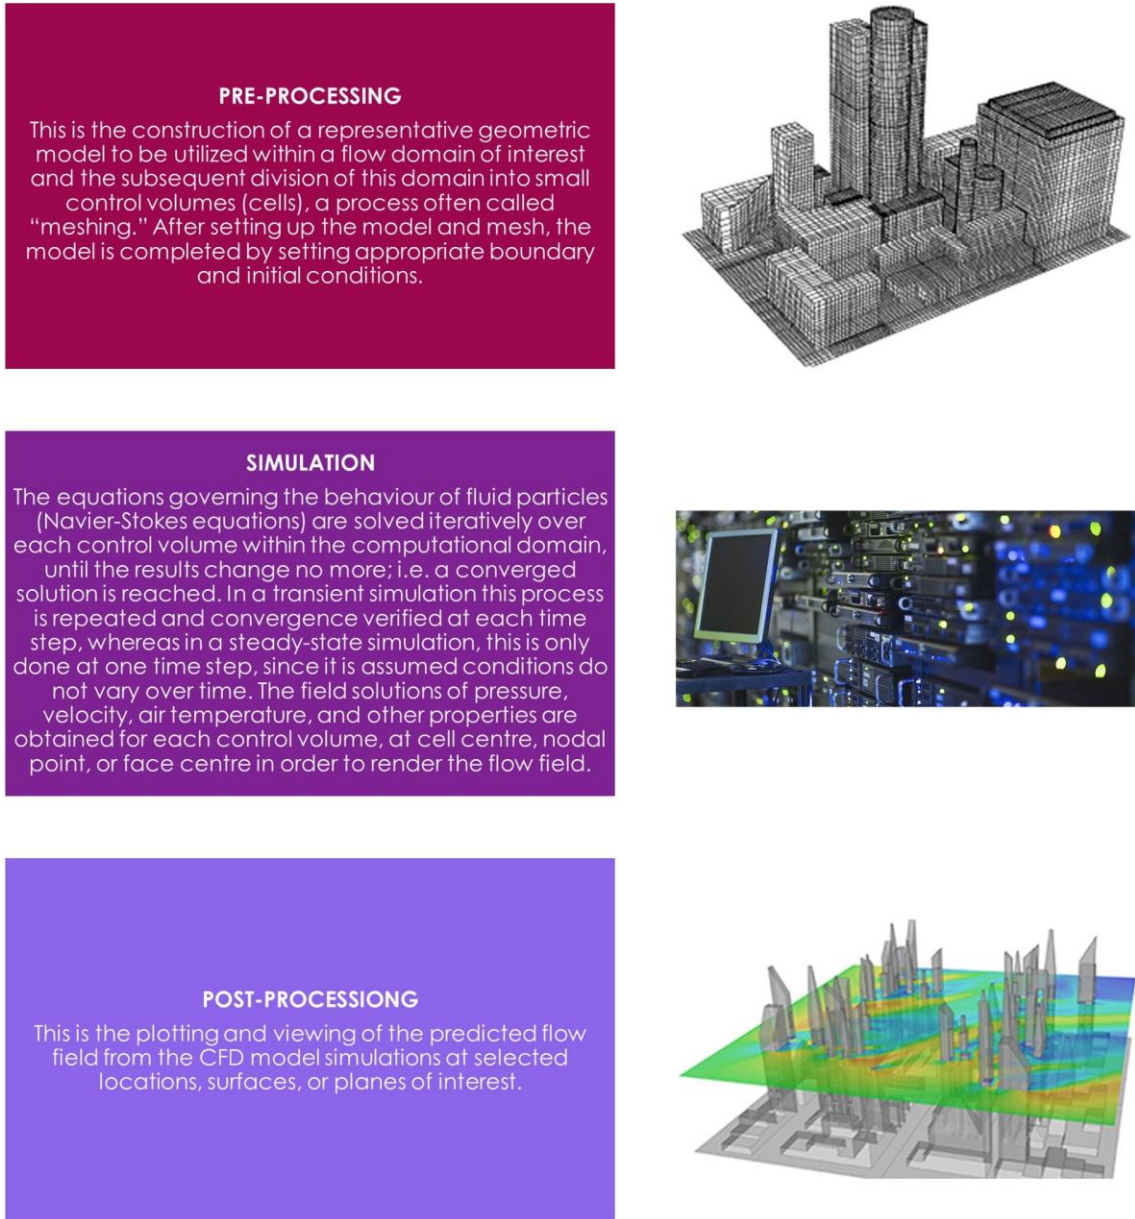 PRE-PROCESSING
This is the construction of a representative geometric
model to be utilized within a flow domain of interest
and the subsequent division of this domain into small
control volumes (cells), a process often called
“meshing.” After setting up the model and mesh, the
model is completed by setting appropriate boundary
and initial conditions.
SIMULATION
The equations governing the behaviour of fluid particles
(Navier-Stokes equations) are solved iteratively over
each control volume within the computational domain,
until the results change no more; i.e. a converged
solution is reached. In a transient simulation this process
is repeated and convergence verified at each time
step, whereas in a steady-state simulation, this is only
done at one time step, since it is assumed conditions do
not vary over time. The field solutions of pressure,
velocity, air temperature, and other properties are
obtained for each control volume, at cell centre, nodal
point, or face centre in order to render the flow field.
POST-PROCESSIONG
This is the plotting and viewing of the predicted flow
field from the CFD model simulations at selected
locations, surfaces, or planes of interest.